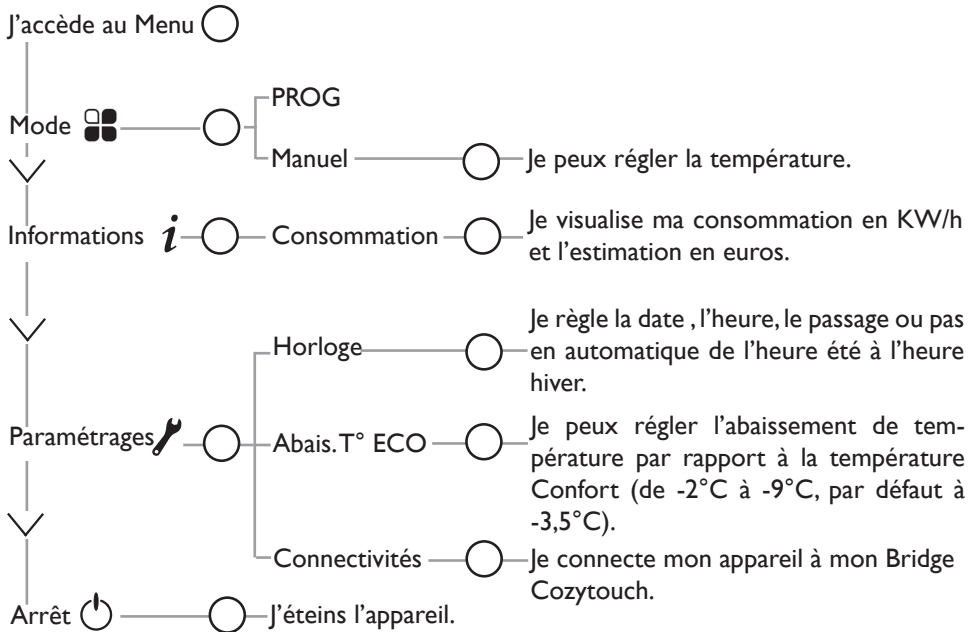 J'accède au Menu
Mode
PROG
Manuel
Je peux régler la température.
Informations i
Consommation
Je visualise ma consommation en KW/h
et l'estimation en euros.
Horloge
Je règle la date , l'heure, le passage ou pas
en automatique de l'heure été à l'heure
hiver.
Paramétrages
Abais.T° ECO
Je peux régler l'abaissement de tem-
pérature par rapport à la température
Confort (de -2°C à -9°C, par défaut à
-3,5°C).
Connectivités
Je connecte mon appareil à mon Bridge
Cozytouch.
Arrêt
J'éteins l'appareil.